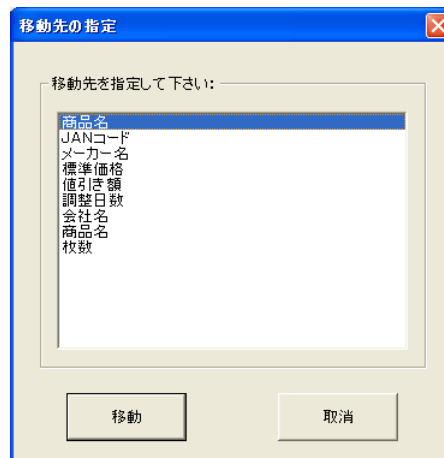 移動先の指定
移動先を指定して下さい:
商品名
JANコード
メーカー名
標準価格
値引き額
調整日数
会社名
商品名
枚数
移動
取消